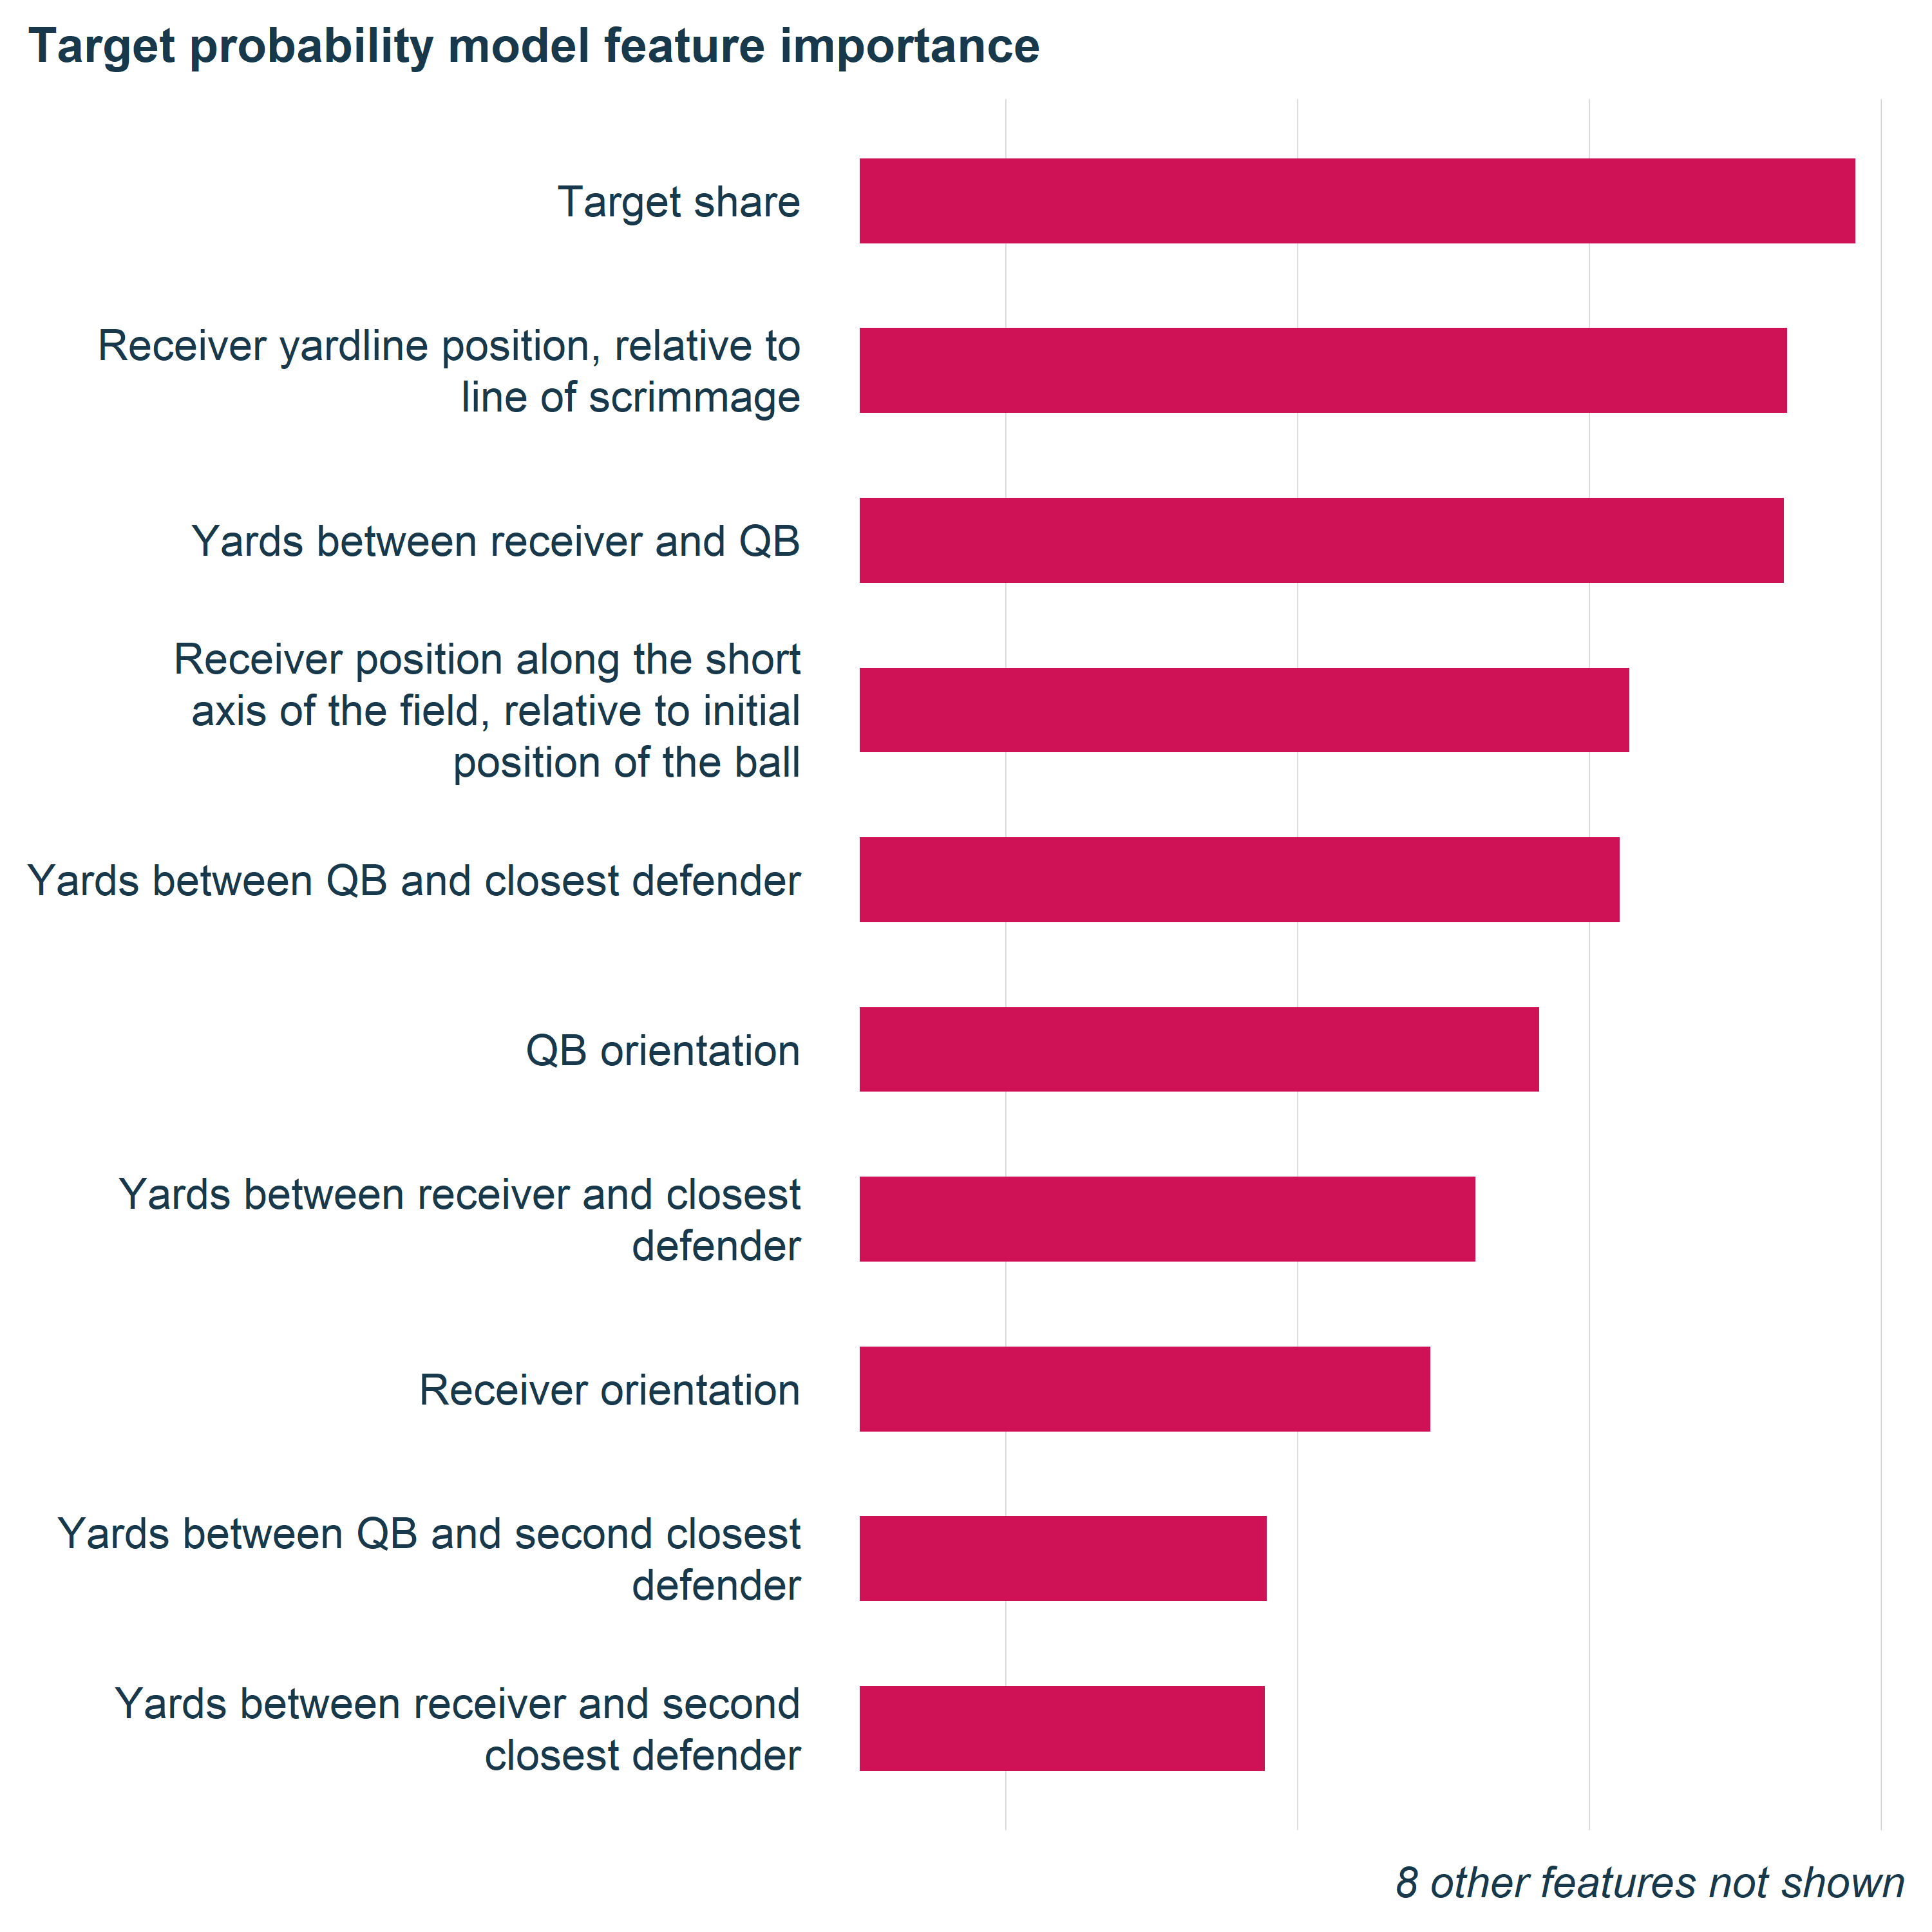 Target probability model feature importance
Target share
Receiver yardline position, relative to
line of scrimmage
Yards between receiver and QB
Receiver position along the short
axis of the field, relative to initial
position of the ball
Yards between QB and closest defender
QB orientation
Yards between receiver and closest
defender
Receiver orientation
Yards between QB and second closest
defender
Yards between receiver and second
closest defender
8 other features not shown